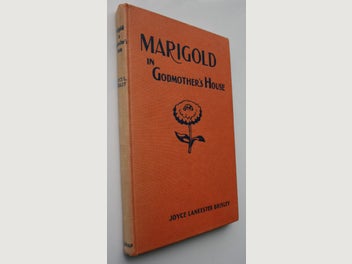 MARIGOLD
IN GODMOTHER'S HOUSE
JOYCE LANKESTER BRISLEY